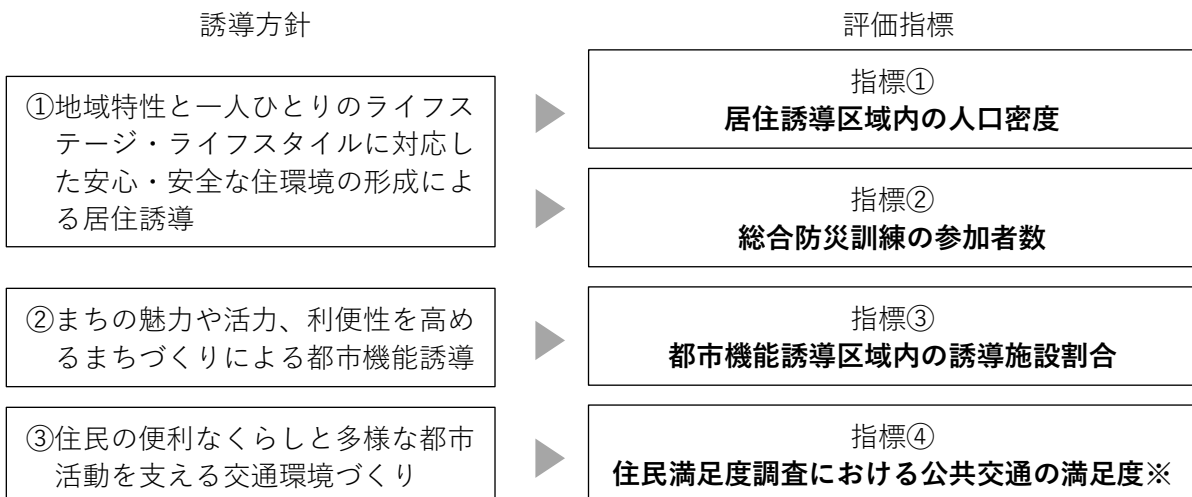 誘導方針
評価指標
①地域特性と一人ひとりのライフス
テージ・ライフスタイルに対応し
た安心・安全な住環境の形成によ
る居住誘導
指標①
居住誘導区域内の人口密度
指標②
総合防災訓練の参加者数
②まちの魅力や活力、利便性を高め
るまちづくりによる都市機能誘導
指標③
都市機能誘導区域内の誘導施設割合
③住民の便利なくらしと多様な都市
活動を支える交通環境づくり
指標④
住民満足度調査における公共交通の満足度※